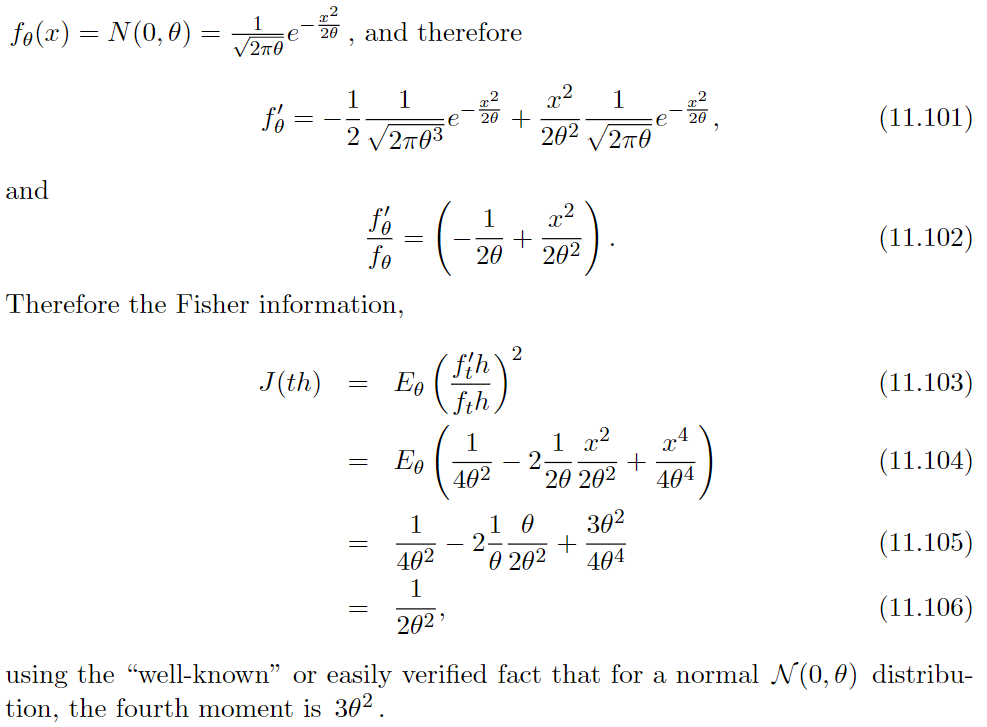 $f_\theta(x) = N(0, \theta) = \frac{1}{\sqrt{2\pi\theta}} e^{-\frac{x^2}{2\theta}}$ , and therefore
$f'_\theta = -\frac{1}{2} \frac{1}{\sqrt{2\pi\theta^3}} e^{-\frac{x^2}{2\theta}} + \frac{x^2}{2\theta^2} \frac{1}{\sqrt{2\pi\theta}} e^{-\frac{x^2}{2\theta}},$ (11.101)
and
$\frac{f'_\theta}{f_\theta} = \left( -\frac{1}{2\theta} + \frac{x^2}{2\theta^2} \right).$ (11.102)
Therefore the Fisher information,
$J(th) = E_\theta \left( \frac{f'_t h}{f_t h} \right)^2$ (11.103)
$= E_\theta \left( \frac{1}{4\theta^2} - 2 \frac{1}{2\theta} \frac{x^2}{2\theta^2} + \frac{x^4}{4\theta^4} \right)$ (11.104)
$= \frac{1}{4\theta^2} - 2 \frac{1}{\theta} \frac{\theta}{2\theta^2} + \frac{3\theta^2}{4\theta^4}$ (11.105)
$= \frac{1}{2\theta^2},$ (11.106)
using the “well-known” or easily verified fact that for a normal $\mathcal{N}(0, \theta)$ distribu-
tion, the fourth moment is $3\theta^2$ .